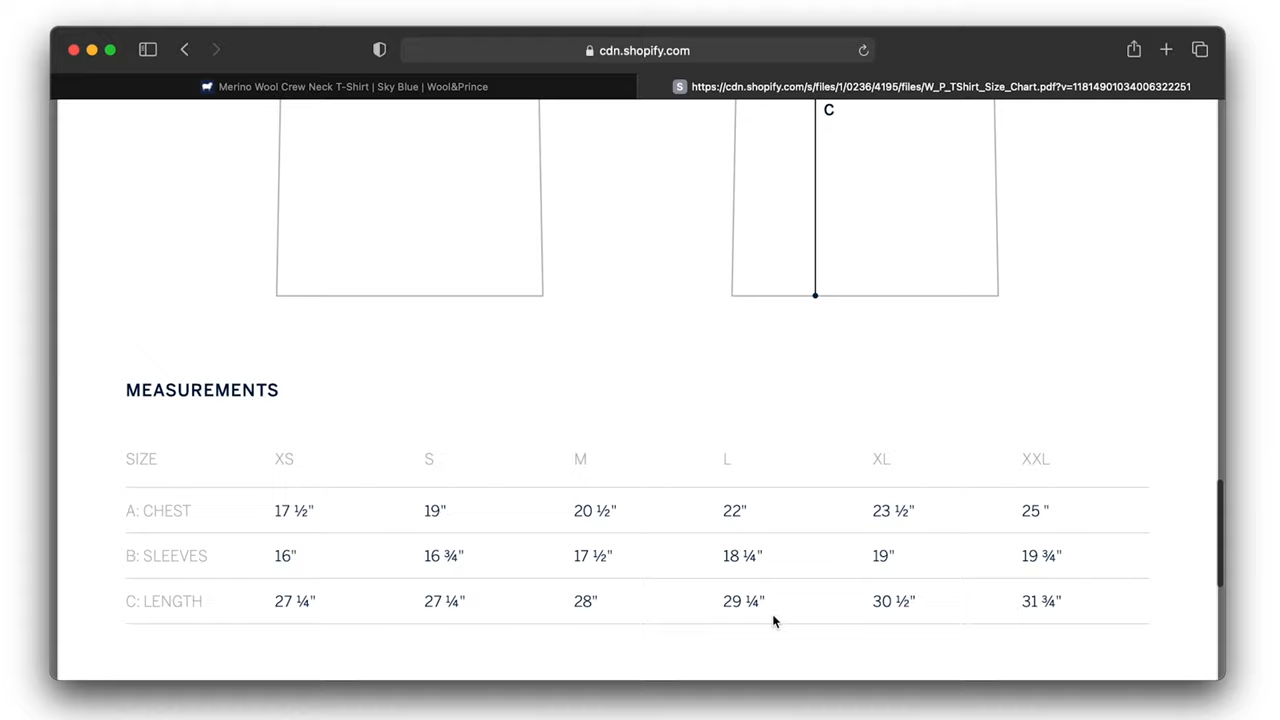 cdn.shopify.com
Merino Wool Crew Neck T-Shirt | Sky Blue | Wool&Prince
S https://cdn.shopify.com/s/files/1/0236/4195/files/W_P_TShirt_Size_Chart.pdf?v=11814901034006322251
C
MEASUREMENTS
SIZE XS S M L XL XXL
A: CHEST 17 ½" 19" 20 ½" 22" 23 ½" 25 "
B: SLEEVES 16" 16 ¾" 17 ½" 18 ¼" 19" 19 ¾"
C: LENGTH 27 ¼" 27 ¼" 28" 29 ¼" 30 ½" 31 ¾"